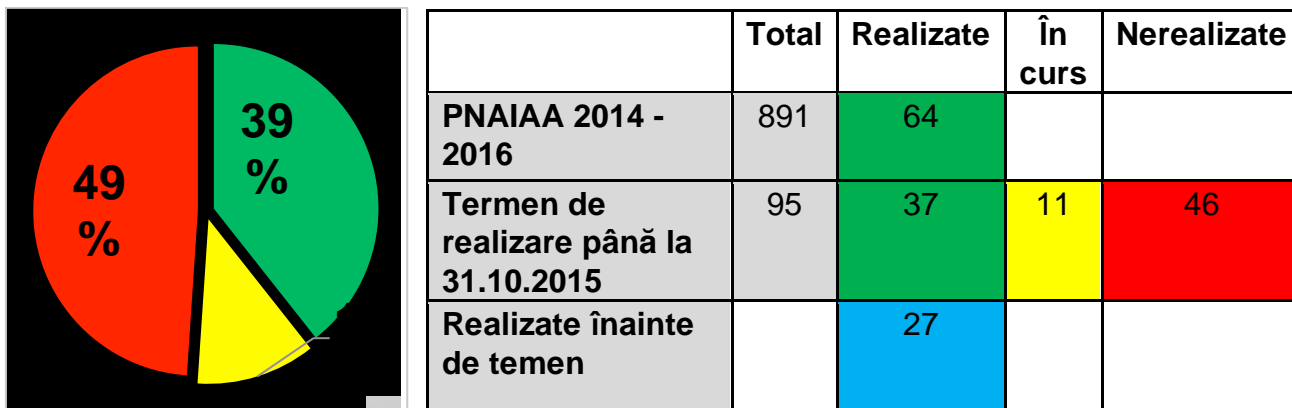 39
%
49
%
Total Realizate În curs Nerealizate
PNAIAA 2014 - 891 64
2016
Termen de 95 37 11 46
realizare până la
31.10.2015
Realizate înainte 27
de temen